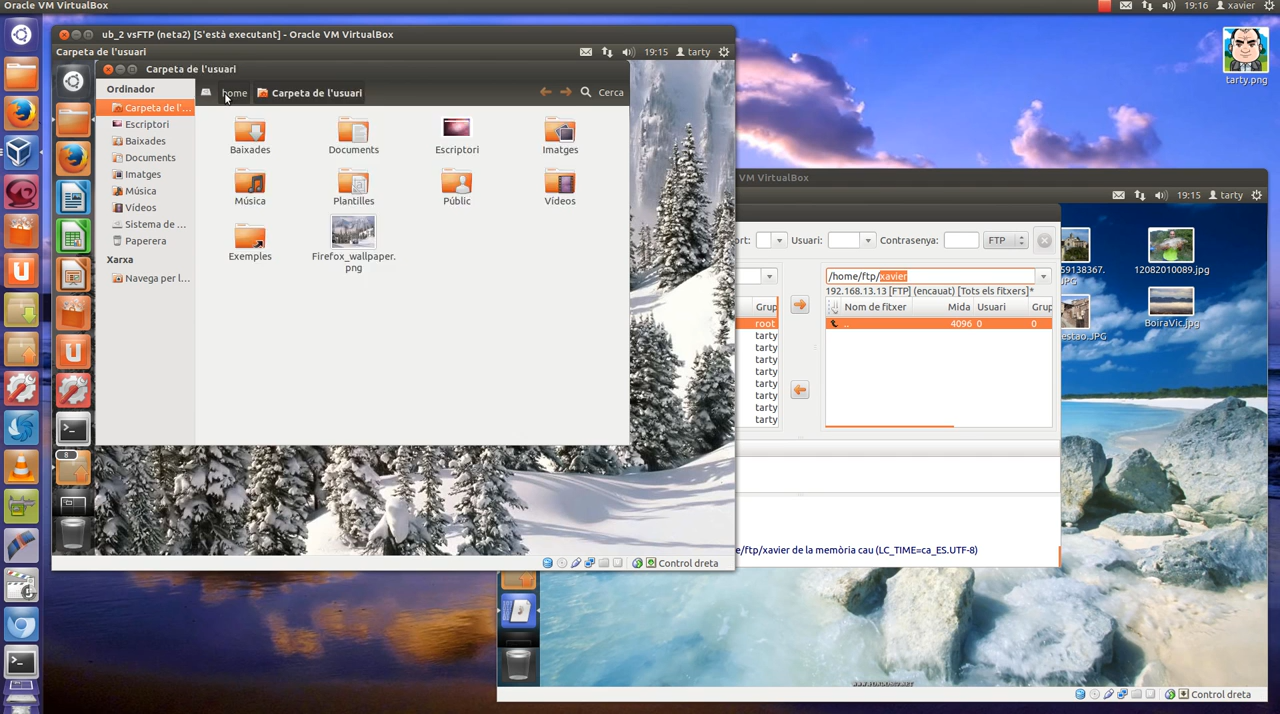 Oracle VM VirtualBox
19:16 xavier
tarty.png
ub_2 vsFTP (neta2) [S'està executant] - Oracle VM VirtualBox
Carpeta de l'usuari
19:15 tarty
Carpeta de l'usuari
Ordinador
Carpeta de l'...
Escriptori
Baixades
Documents
Imatges
Música
Vídeos
Sistema de ...
Paperera
Xarxa
Navega per l...
home
Carpeta de l'usuari
Cerca
Baixades
Documents
Escriptori
Imatges
Música
Plantilles
Públic
Vídeos
Exemples
Firefox_wallpaper.
png
8
Control dreta
VM VirtualBox
19:15 tarty
ort:
Usuari:
Contrasenya:
FTP
/home/ftp/xavier
192.168.13.13 [FTP] (encauat) [Tots els fitxers]*
Grup
Nom de fitxer
Mida
Usuari
Grup
root
..
4096
0
0
tarty
tarty
tarty
tarty
tarty
tarty
tarty
tarty
e/ftp/xavier de la memòria cau (LC_TIME=ca_ES.UTF-8)
59138367.
JPG
12082010089.jpg
estao.JPG
BoiraVic.jpg
Control dreta